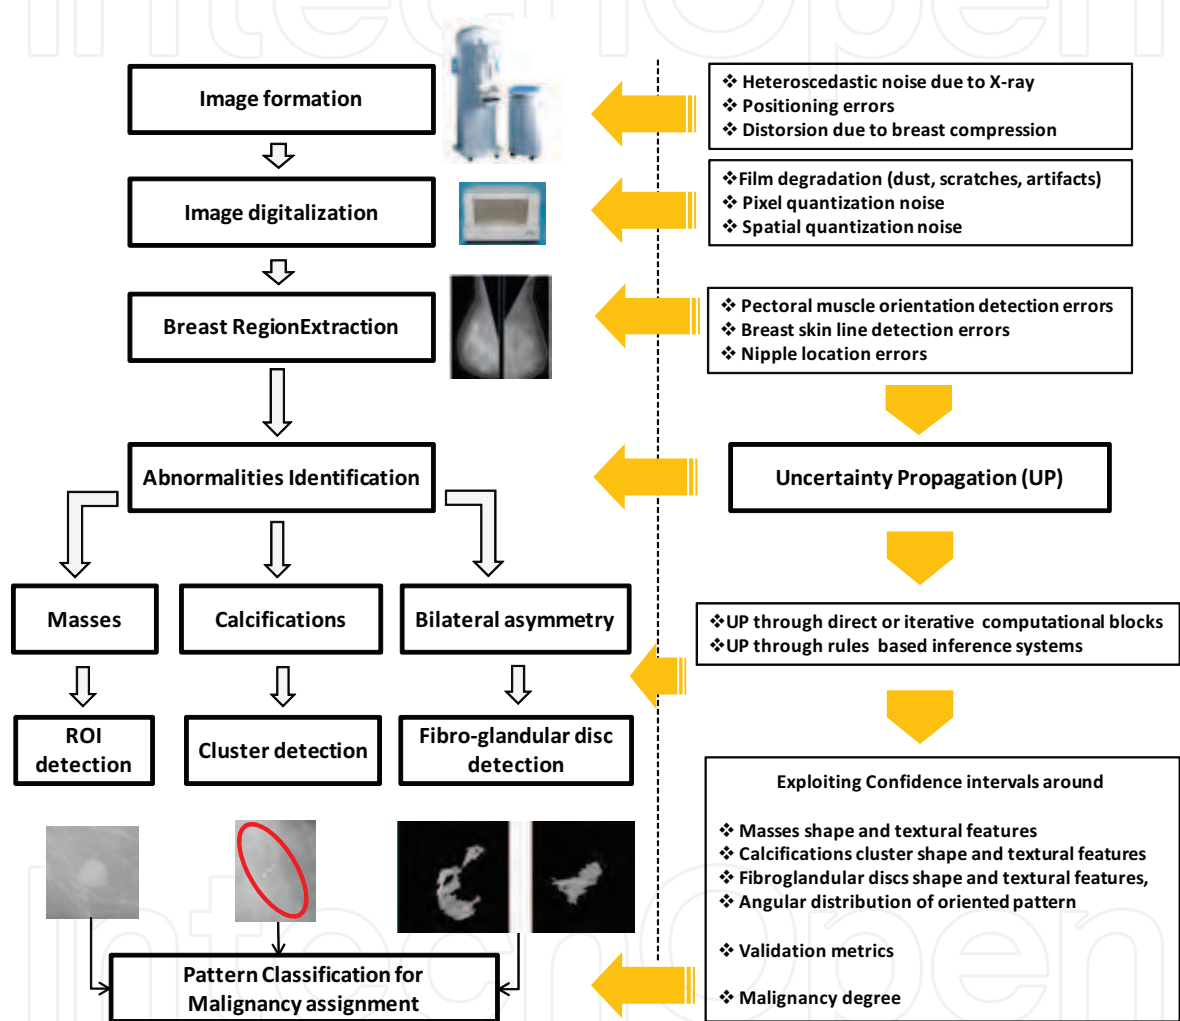 IntechOpen
Image formation
❖ Heteroscedastic noise due to X-ray
❖ Positioning errors
❖ Distorsion due to breast compression
Image digitalization
❖Film degradation (dust, scratches, artifacts)
❖ Pixel quantization noise
❖ Spatial quantization noise
Breast RegionExtraction
❖ Pectoral muscle orientation detection errors
❖ Breast skin line detection errors
❖ Nipple location errors
Abnormalities Identification
Uncertainty Propagation (UP)
Masses
Calcifications
Bilateral asymmetry
❖UP through direct or iterative computational blocks
❖UP through rules based inference systems
ROI
detection
Cluster detection
Fibro-glandular disc
detection
Exploiting Confidence intervals around
❖ Masses shape and textural features
❖ Calcifications cluster shape and textural features
❖ Fibroglandular discs shape and textural features,
❖ Angular distribution of oriented pattern
❖ Validation metrics
❖ Malignancy degree
Pattern Classification for
Malignancy assignment
IntechOpen